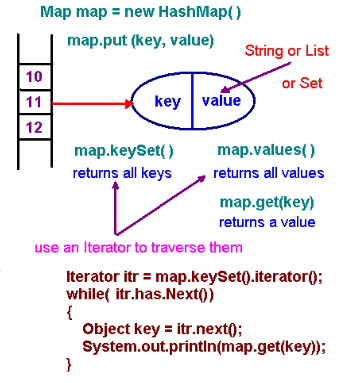 Map map = new HashMap( )
map.put (key, value)
String or List
or Set
10
11
12
key
value
map.keySet( )
returns all keys
map.values( )
returns all values
map.get(key)
returns a value
use an Iterator to traverse them
Iterator itr = map.keySet().iterator();
while( itr.has.Next())
{
Object key = itr.next();
System.out.println(map.get(key));
}